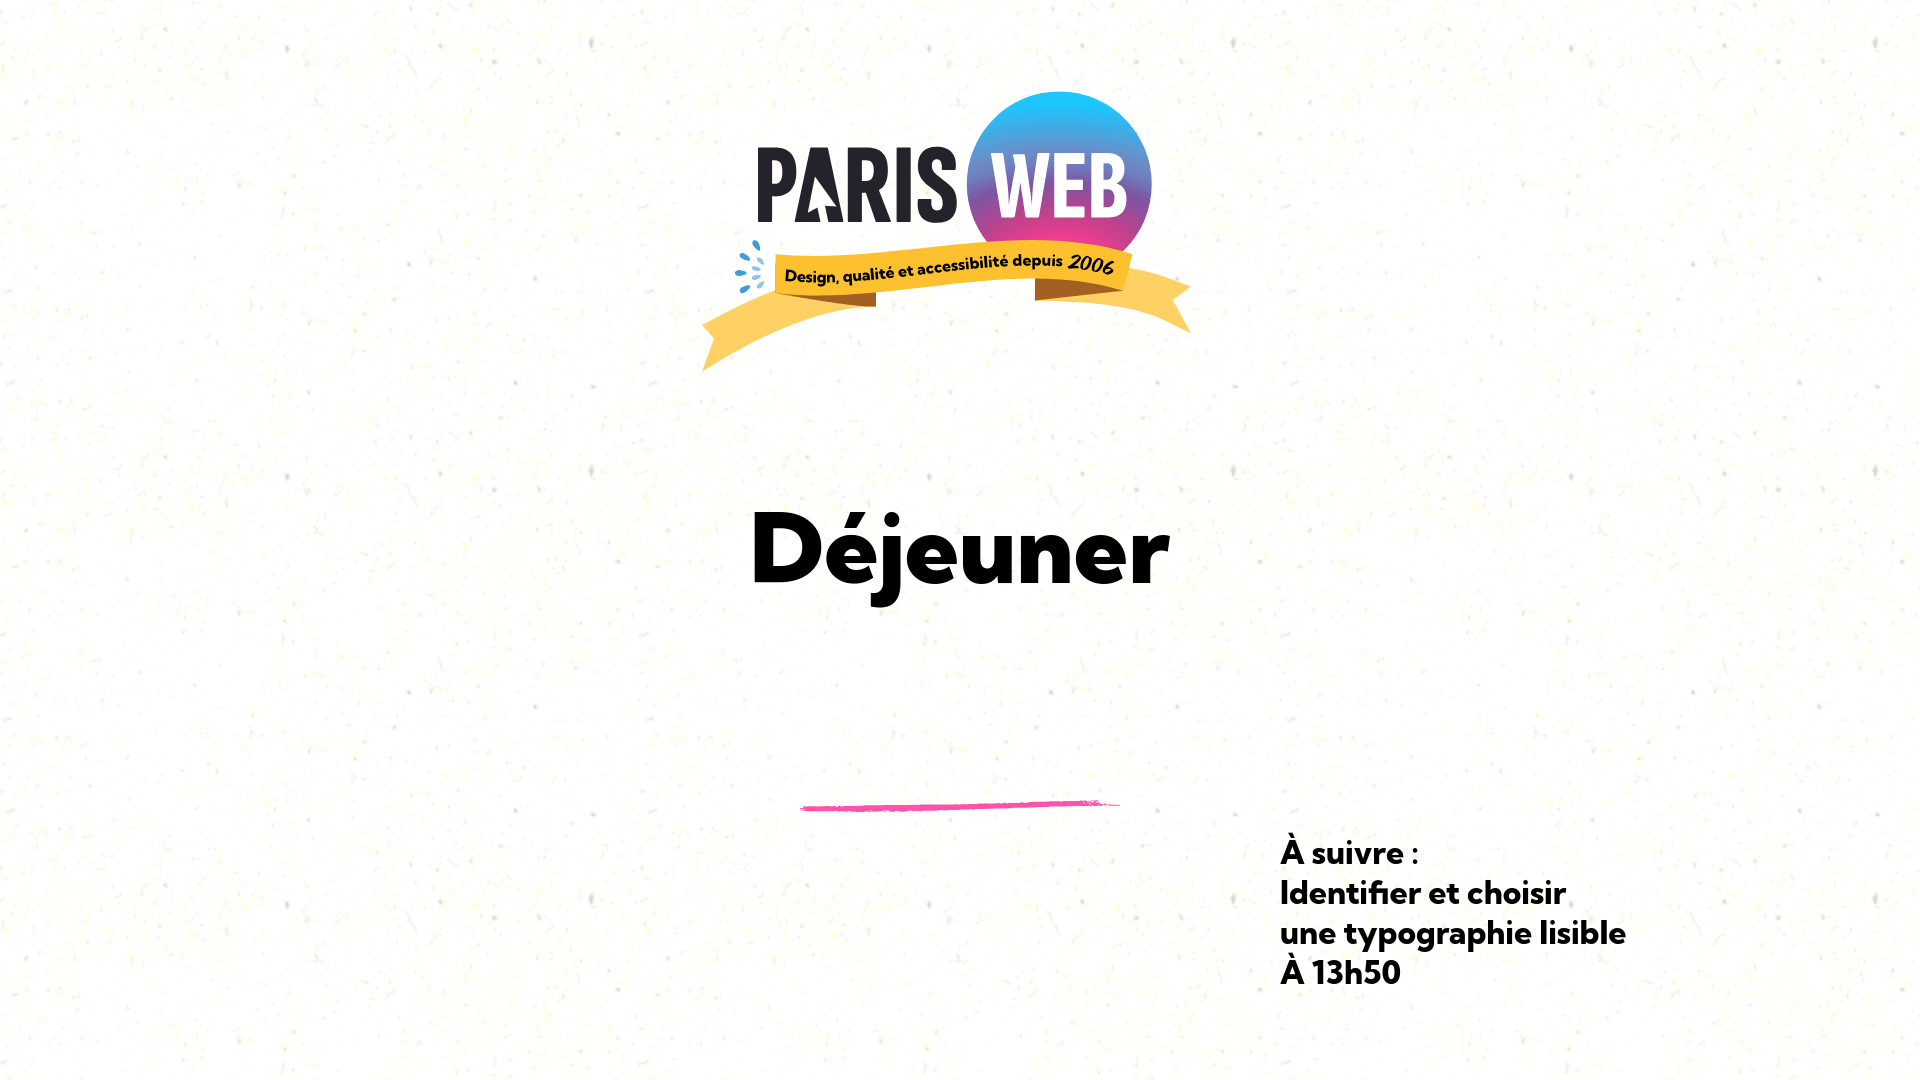 PARIS WEB
Design, qualité et accessibilité depuis 2006
Déjeuner
À suivre :
Identifier et choisir
une typographie lisible
À 13h50